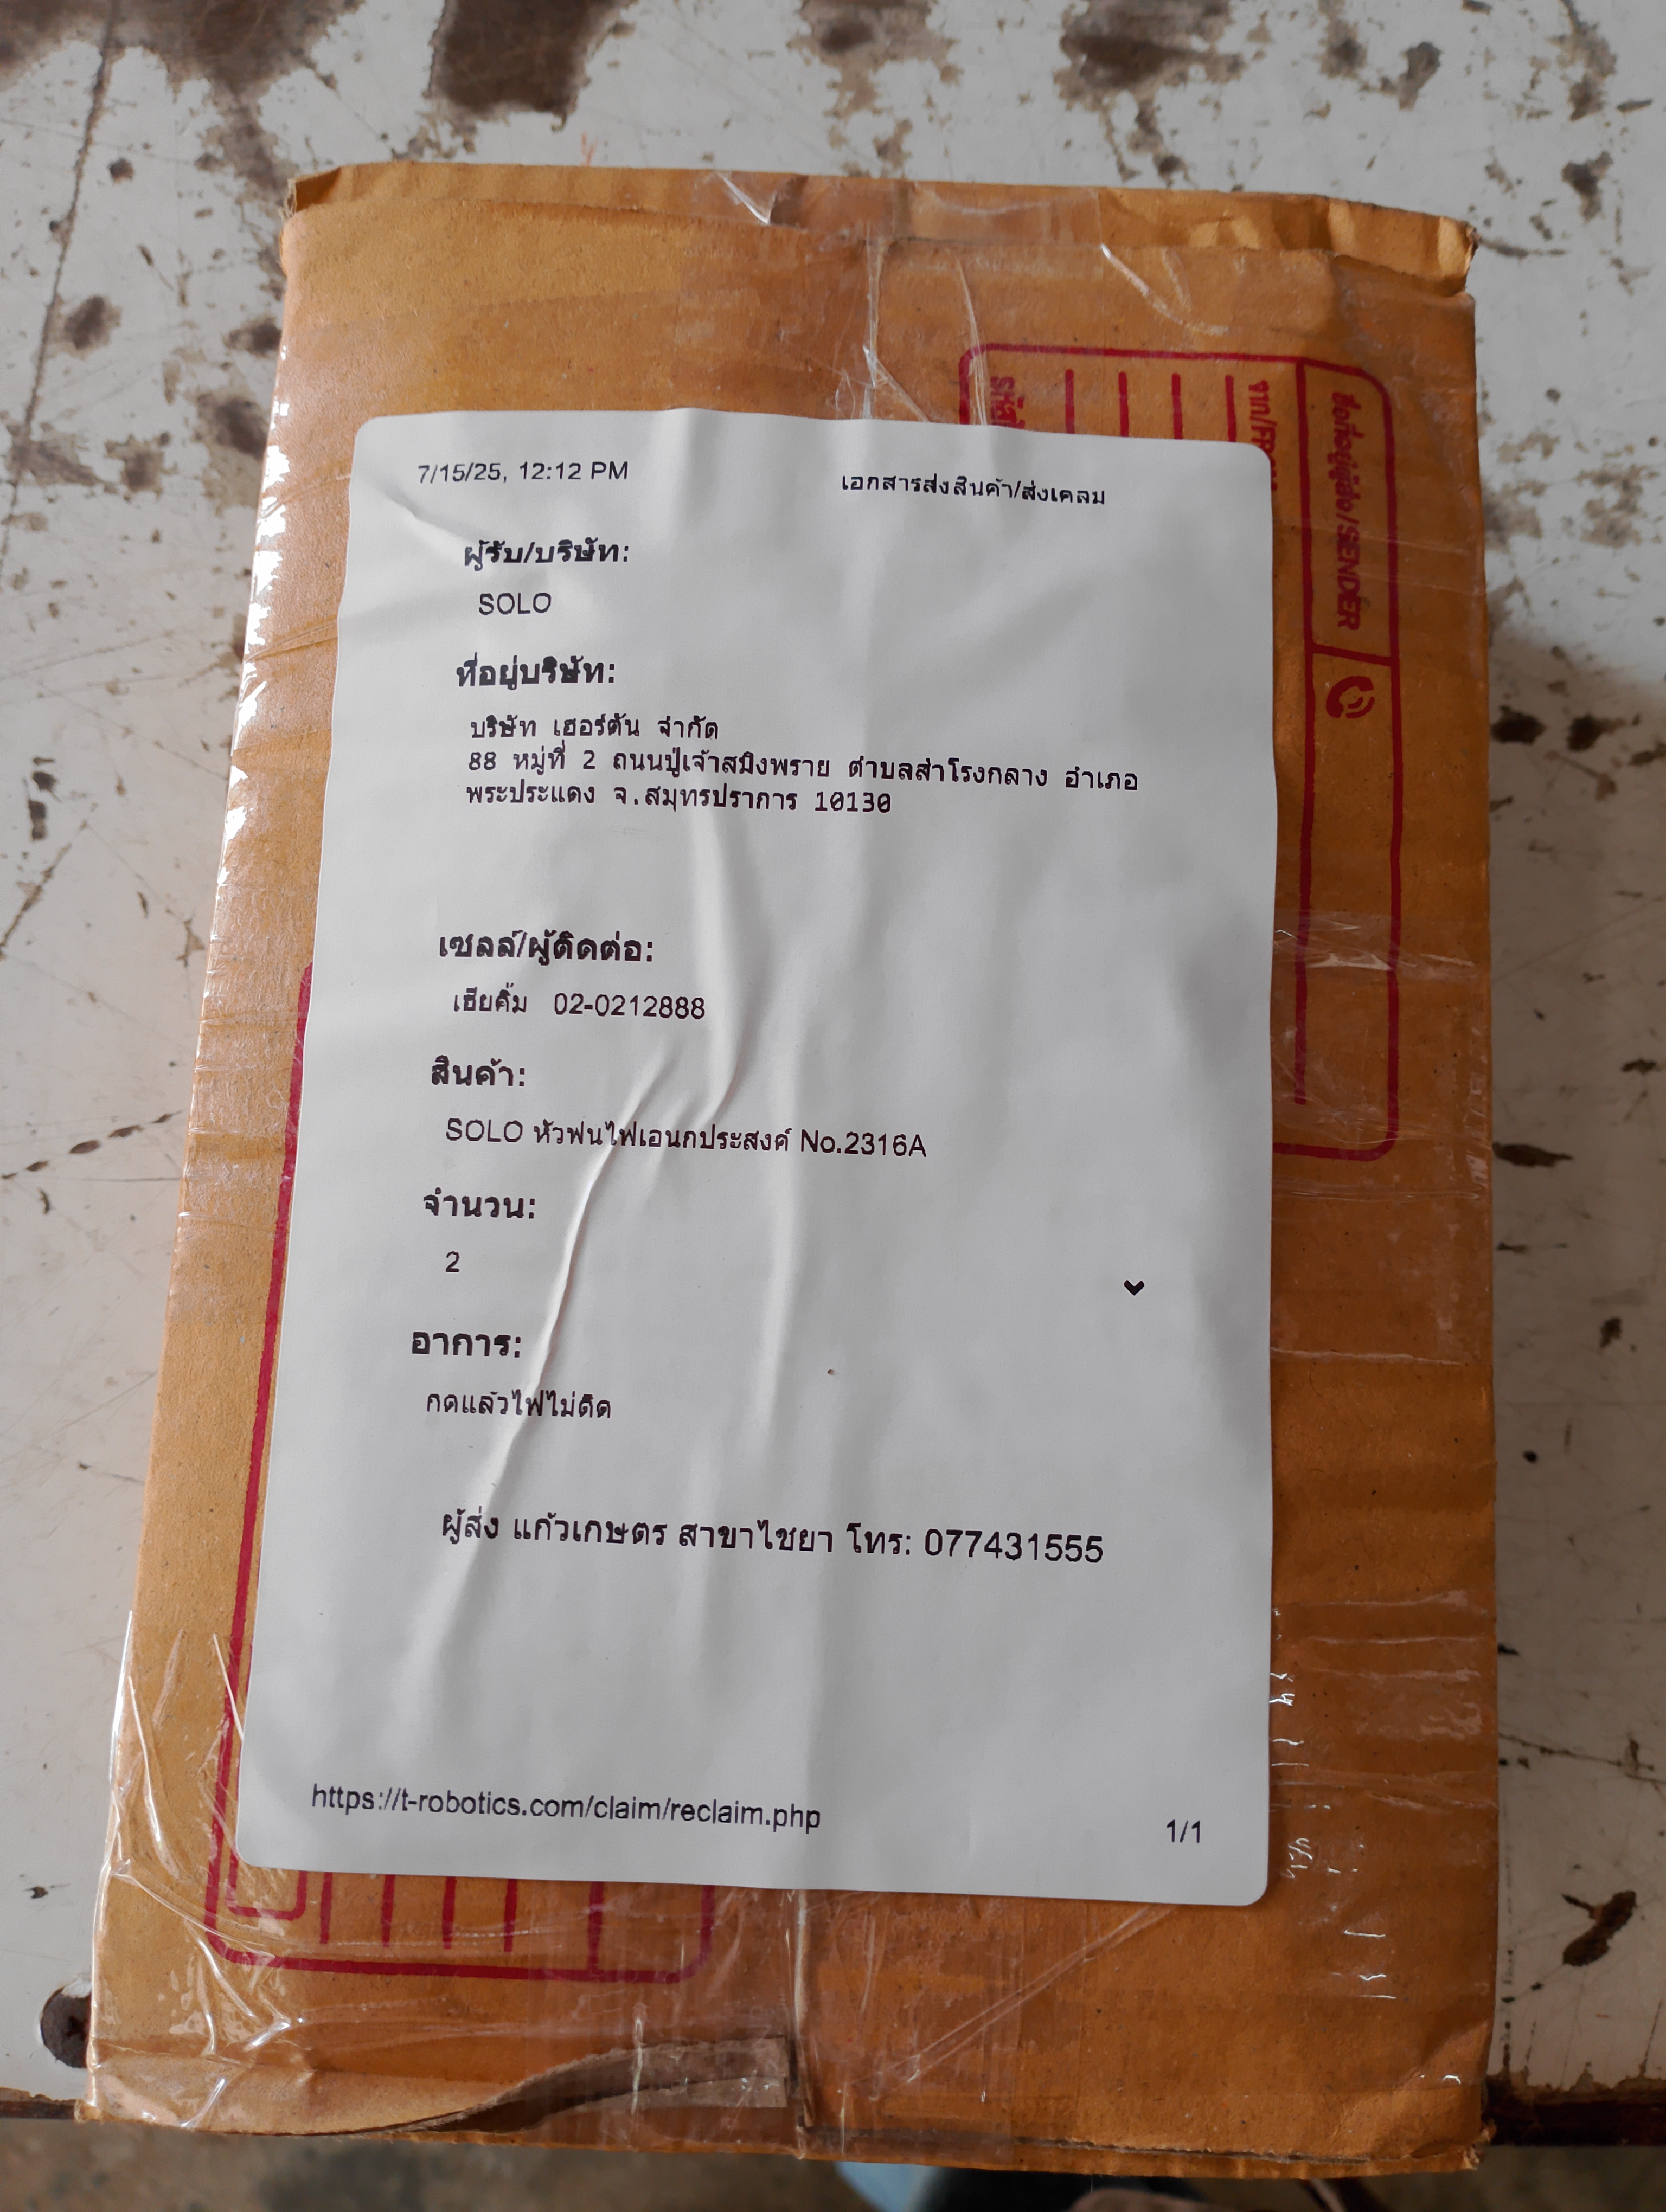 7/15/25, 12:12 PM
เอกสารส่งสินค้า/ส่งเคลม
ผู้รับ/บริษัท:
SOLO
ที่อยู่บริษัท:
บริษัท เฮอร์ตัน จำกัด
88 หมู่ที่ 2 ถนนปู่เจ้าสมิงพราย ตำบลสำโรงกลาง อำเภอ
พระประแดง จ.สมุทรปราการ 10130
เซลล์/ผู้ติดต่อ:
เฮียคิ้ม 02-0212888
สินค้า:
SOLO หัวพ่นไฟเอนกประสงค์ No.2316A
จำนวน:
2
อาการ:
กดแล้วไฟไม่ติด
ผู้ส่ง แก้วเกษตร สาขาไชยา โทร: 077431555
https://t-robotics.com/claim/reclaim.php
1/1
ชื่อที่อยู่ผู้ส่ง/SENDER